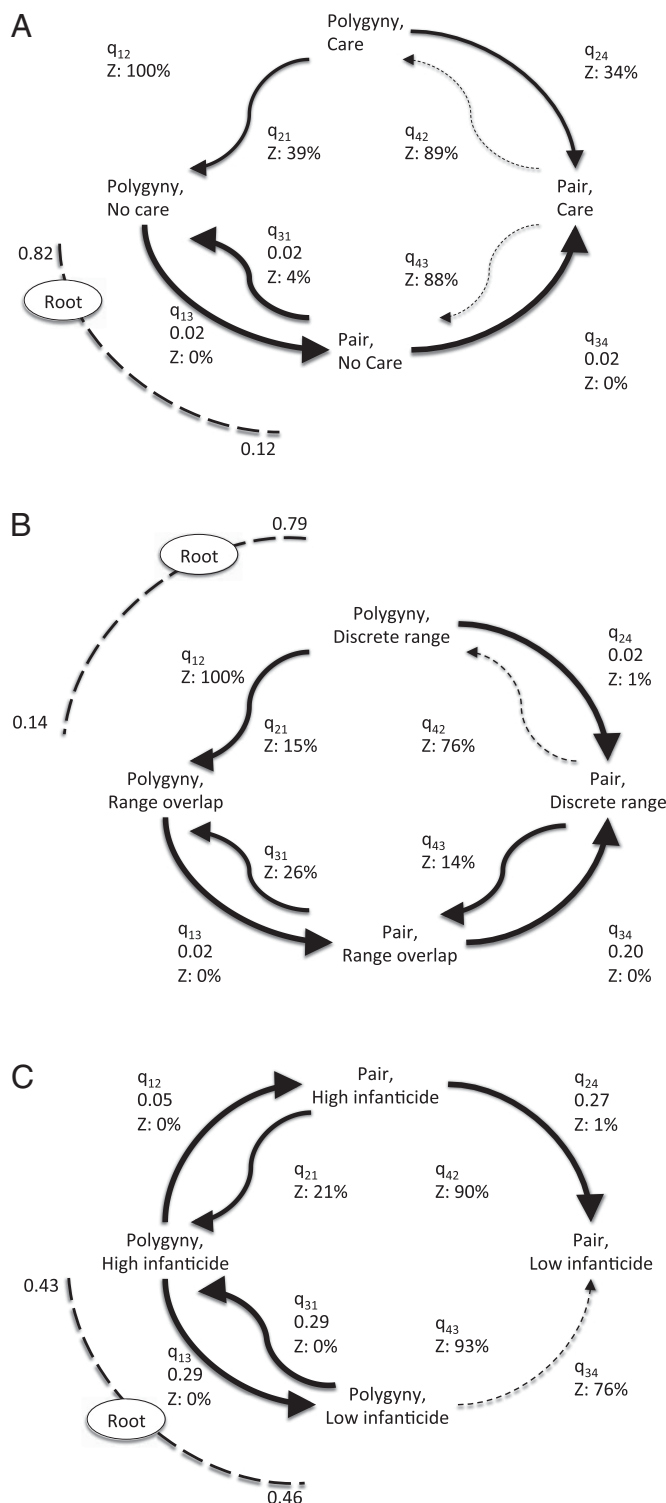 A
Polygyny,
Care
q12
Z: 100%
q24
Z: 34%
q21
Z: 39%
q42
Z: 89%
Polygyny,
No care
Pair,
Care
q31
0.02
Z: 4%
q43
Z: 88%
0.82
Root
q13
0.02
Z: 0%
Pair,
No Care
q34
0.02
Z: 0%
0.12
B
0.79
Root
Polygyny,
Discrete range
q24
0.02
Z: 1%
q12
Z: 100%
0.14
q21
Z: 15%
q42
Z: 76%
Polygyny,
Range overlap
Pair,
Discrete range
q31
Z: 26%
q43
Z: 14%
q13
0.02
Z: 0%
Pair,
Range overlap
q34
0.20
Z: 0%
C
q12
0.05
Z: 0%
Pair,
High infanticide
q24
0.27
Z: 1%
q21
Z: 21%
q42
Z: 90%
Polygyny,
High infanticide
Pair,
Low infanticide
0.43
q31
0.29
Z: 0%
q43
Z: 93%
q13
0.29
Z: 0%
q34
Z: 76%
Root
Polygyny,
Low infanticide
0.46